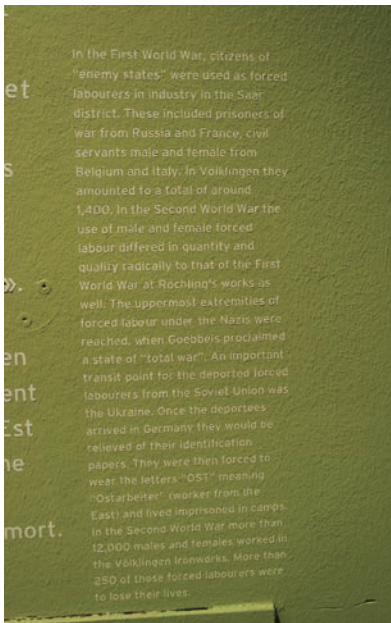 In the First World War, citizens of
"enemy states" were used as forced
labourers in industry in the Saar
district. These included prisoners of
war from Russia and France, civil
servants male and female from
Belgium and Italy. In Völklingen they
amounted to a total of around
1,400. In the Second World War the
use of male and female forced
labour differed in quantity and
quality radically to that of the First
World War at Röchling's works as
well. The uppermost extremities of
forced labour under the Nazis were
reached, when Goebbels proclaimed
a state of "total war". An important
transit point for the deported forced
labourers from the Soviet Union was
the Ukraine. Once the deportees
arrived in Germany they would be
relieved of their identification
papers. They were then forced to
wear the letters "OST" meaning
"Ostarbeiter" (worker from the
East) and lived imprisoned in camps.
In the Second World War more than
12,000 males and females worked in
the Völklingen Ironworks. More than
250 of those forced labourers were
to lose their lives.
et
s
».
en
ent
Est
ne
mort.